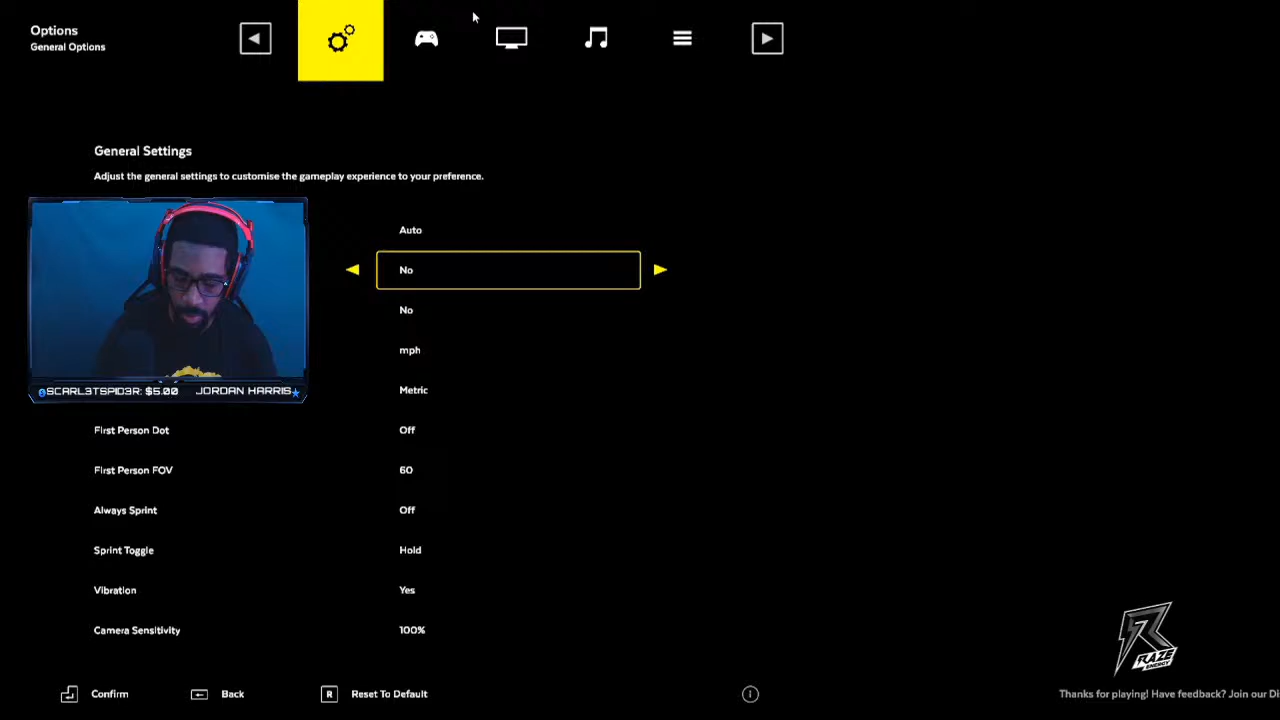 Options
General Options
General Settings
Adjust the general settings to customise the gameplay experience to your preference.
Auto
No
No
mph
Metric
SCARL3TSPID3R: $5.00 JORDAN HARRIS
First Person Dot Off
First Person FOV 60
Always Sprint Off
Sprint Toggle Hold
Vibration Yes
Camera Sensitivity 100%
R
RAZE
ENERGY
Confirm
Back
R Reset To Default
Thanks for playing! Have feedback? Join our Di